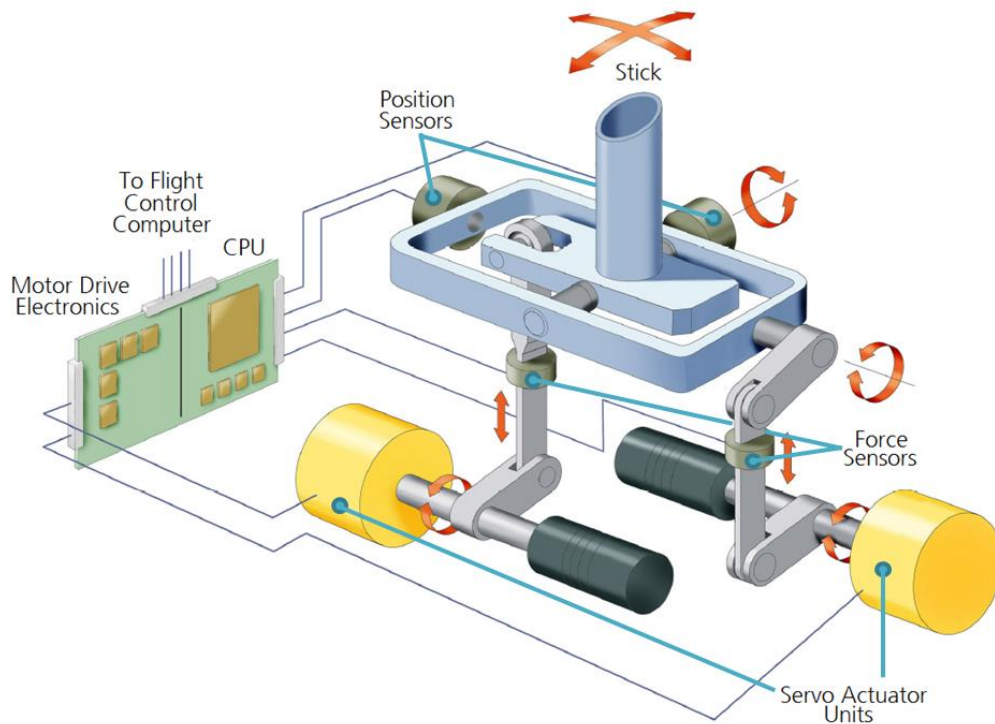 Stick
Position
Sensors
To Flight
Control
Computer
CPU
Motor Drive
Electronics
Force
Sensors
Servo Actuator
Units